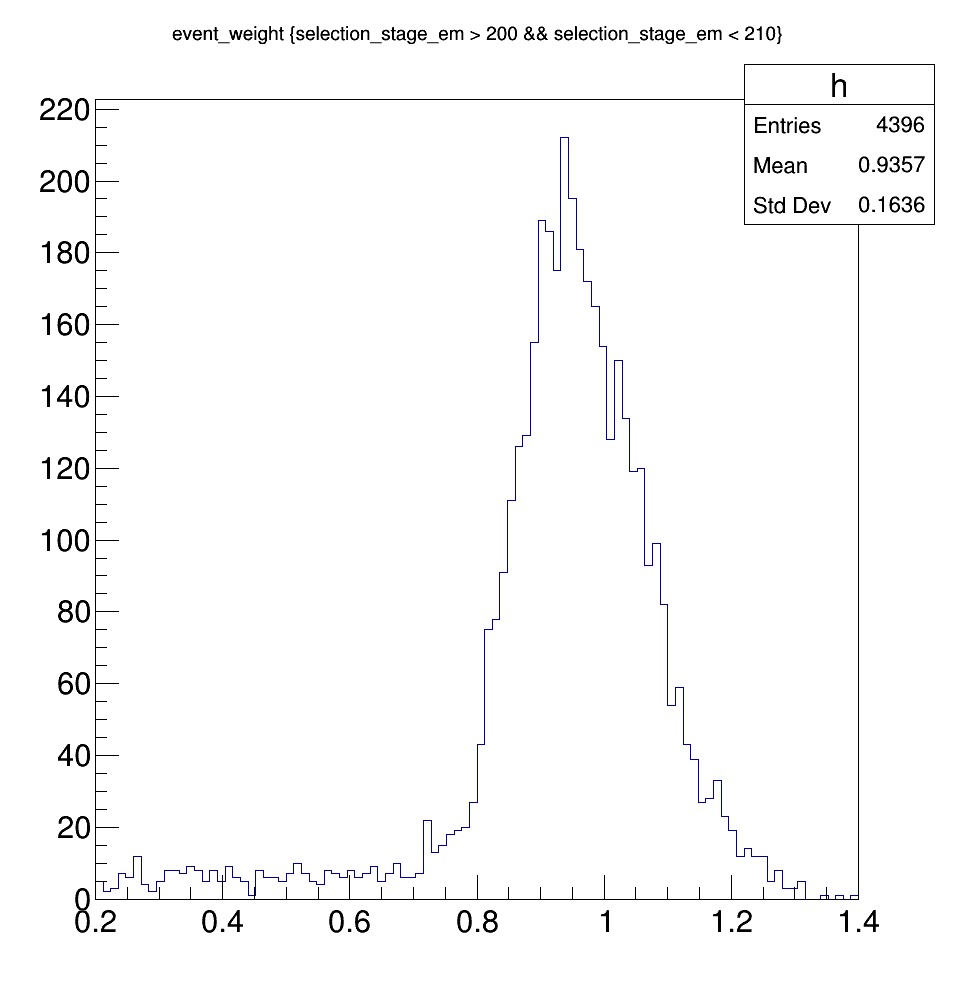 event_weight {selection_stage_em > 200 && selection_stage_em < 210}
h
Entries 4396
Mean 0.9357
Std Dev 0.1636
220
200
180
160
140
120
100
80
60
40
20
0
0.2 0.4 0.6 0.8 1 1.2 1.4